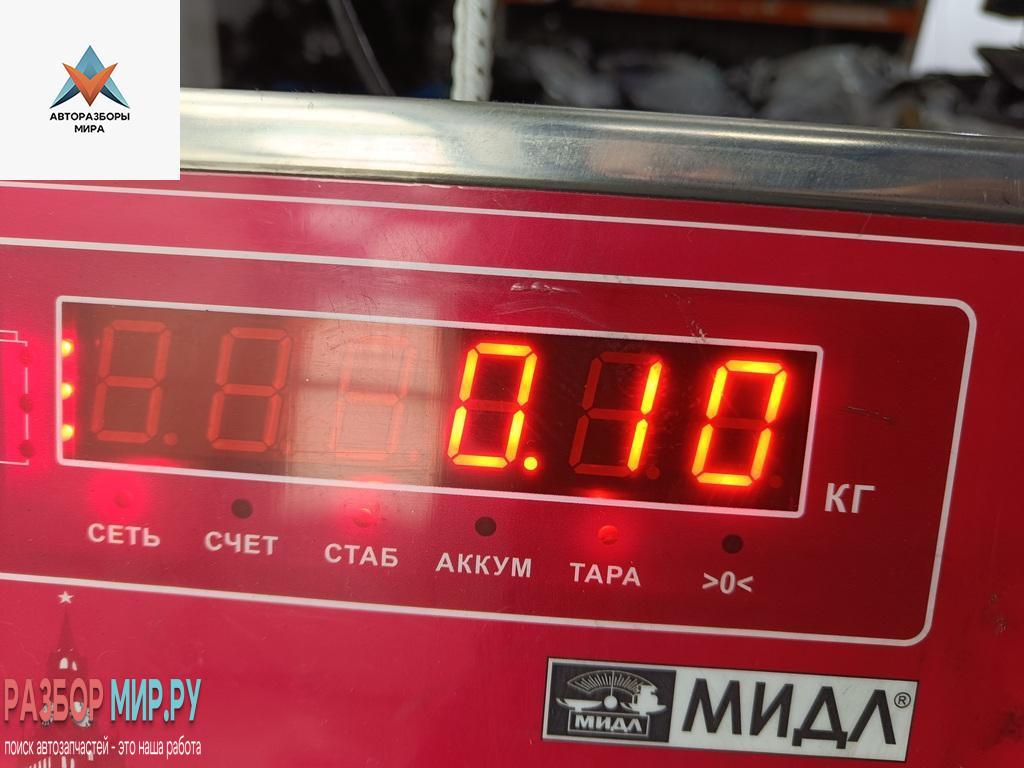 АВТОРАЗБОРЫ
МИРА
0.10
КГ
СЕТЬ СЧЕТ СТАБ АККУМ ТАРА >0<
МИДЛ МИДЛ®
РАЗБОР МИР.РУ
поиск автозапчастей - это наша работа